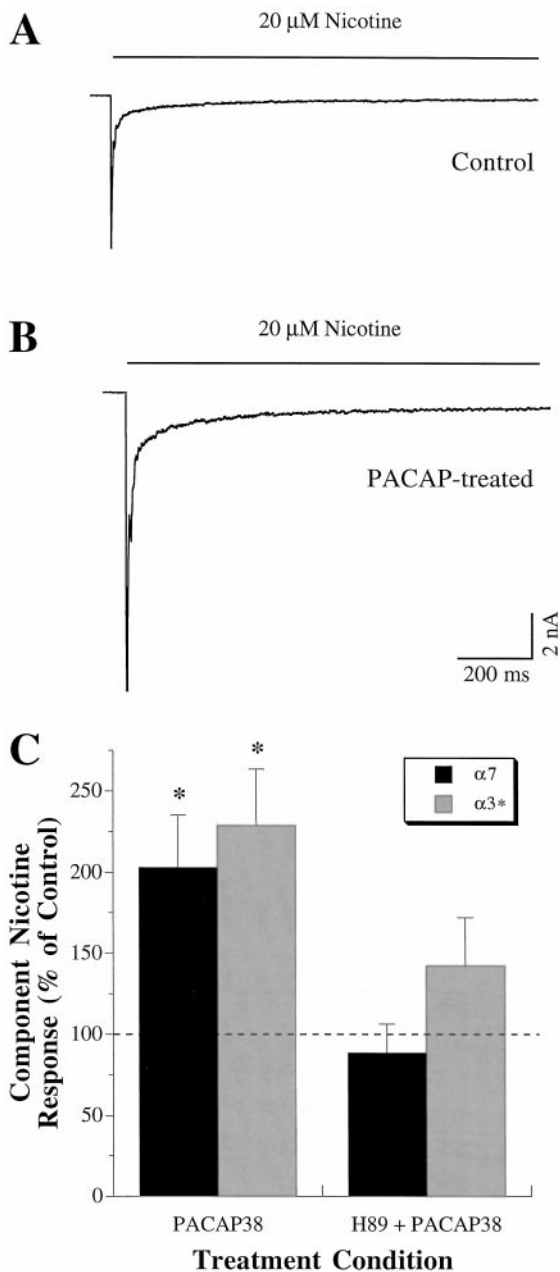 A
20 µM Nicotine
Control
B
20 µM Nicotine
PACAP-treated
2 nA
200 ms
C
*
*
α7
α3*
250
200
150
100
50
0
Component Nicotine
Response (% of Control)
PACAP38
H89 + PACAP38
Treatment Condition